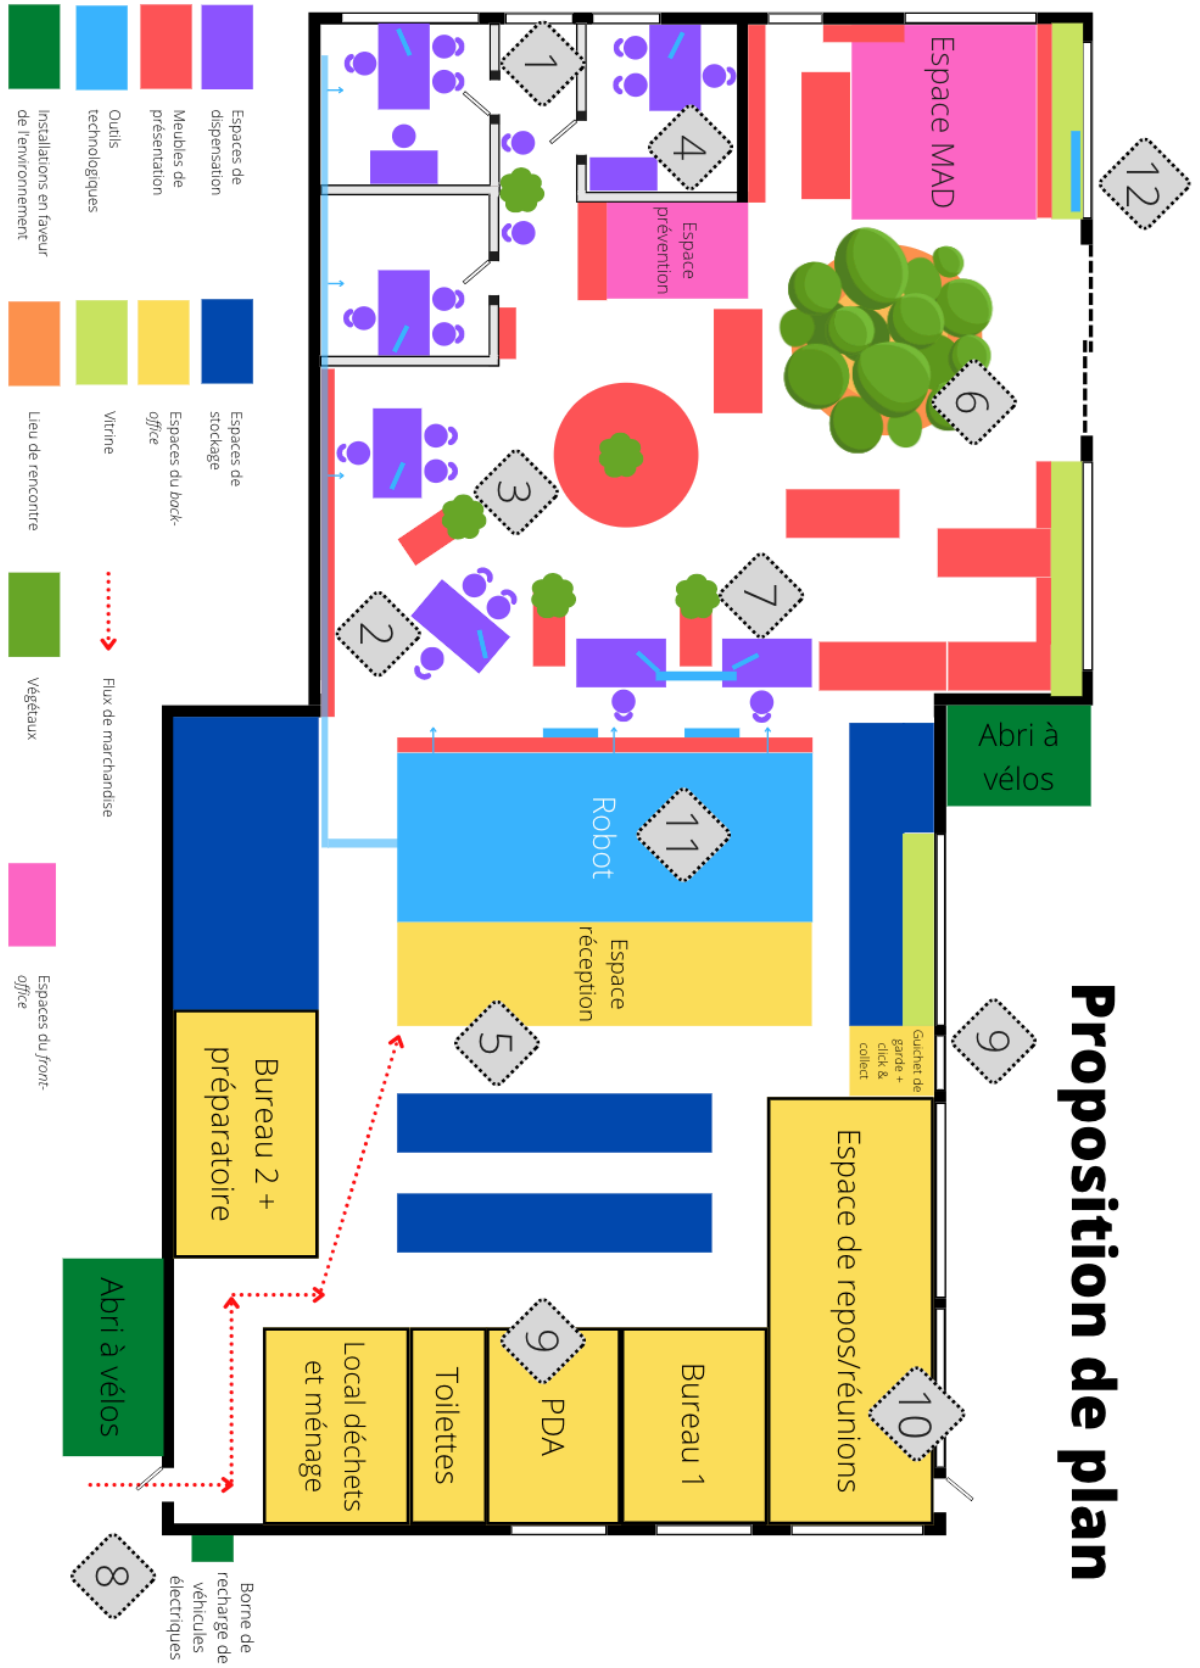 Proposition de plan
12
Espace MAD
6
Abri à
vélos
9
Guichet de
garde +
click &
collect
Espace de repos/réunions
10
1
4
Espace
prévention
7
3
2
Robot
11
Espace
réception
5
Bureau 1
9
PDA
Toilettes
Local déchets
et ménage
Bureau 2 +
préparatoire
Abri à vélos
8
Borne de
recharge de
véhicules
électriques
Espaces de
dispensation
Espaces de
stockage
Meubles de
présentation
Espaces du back-
office
Outils
technologiques
Vitrine
Flux de marchandise
Installations en faveur
de l'environnement
Lieu de rencontre
Végétaux
Espaces du front-
office